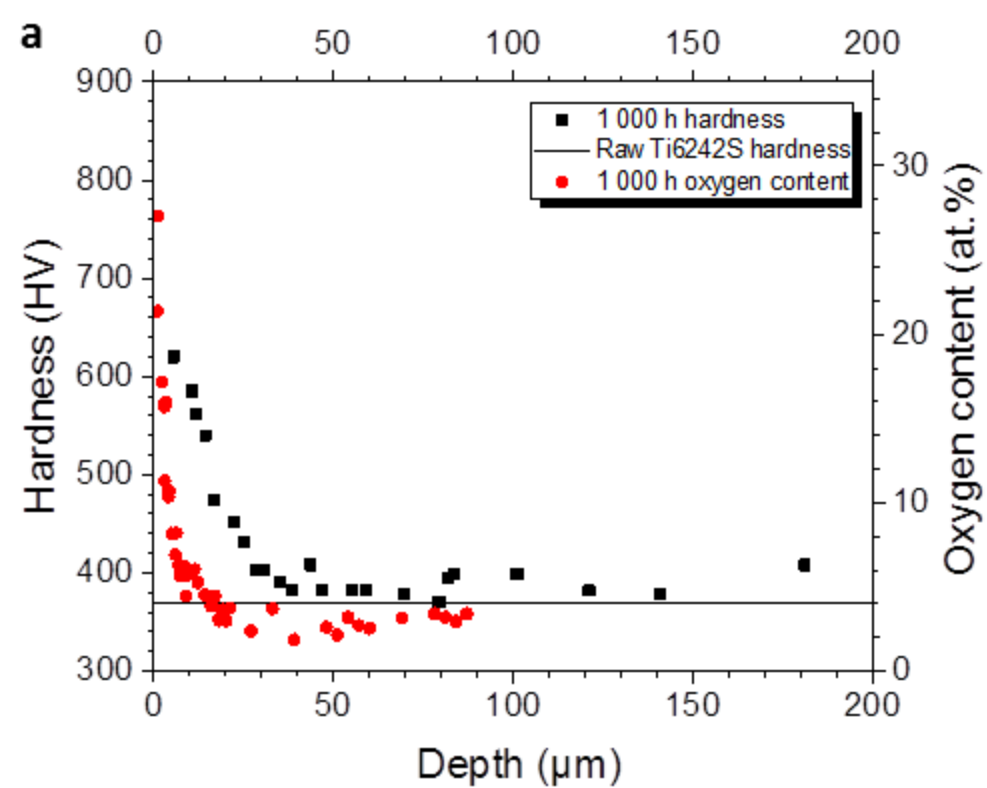 a
0 50 100 150 200
900
800
700
600
500
400
300
Hardness (HV)
1 000 h hardness
Raw Ti6242S hardness
1 000 h oxygen content
30
20
10
0
Oxygen content (at.%)
0 50 100 150 200
Depth (µm)